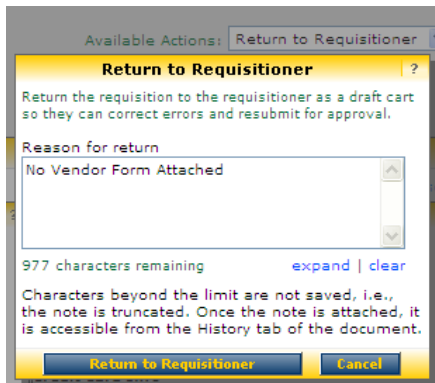 Available Actions: Return to Requisitioner
Return to Requisitioner ?
Return the requisition to the requisitioner as a draft cart
so they can correct errors and resubmit for approval.
Reason for return
No Vendor Form Attached
977 characters remaining expand | clear
Characters beyond the limit are not saved, i.e.,
the note is truncated. Once the note is attached, it
is accessible from the History tab of the document.
Return to Requisitioner Cancel